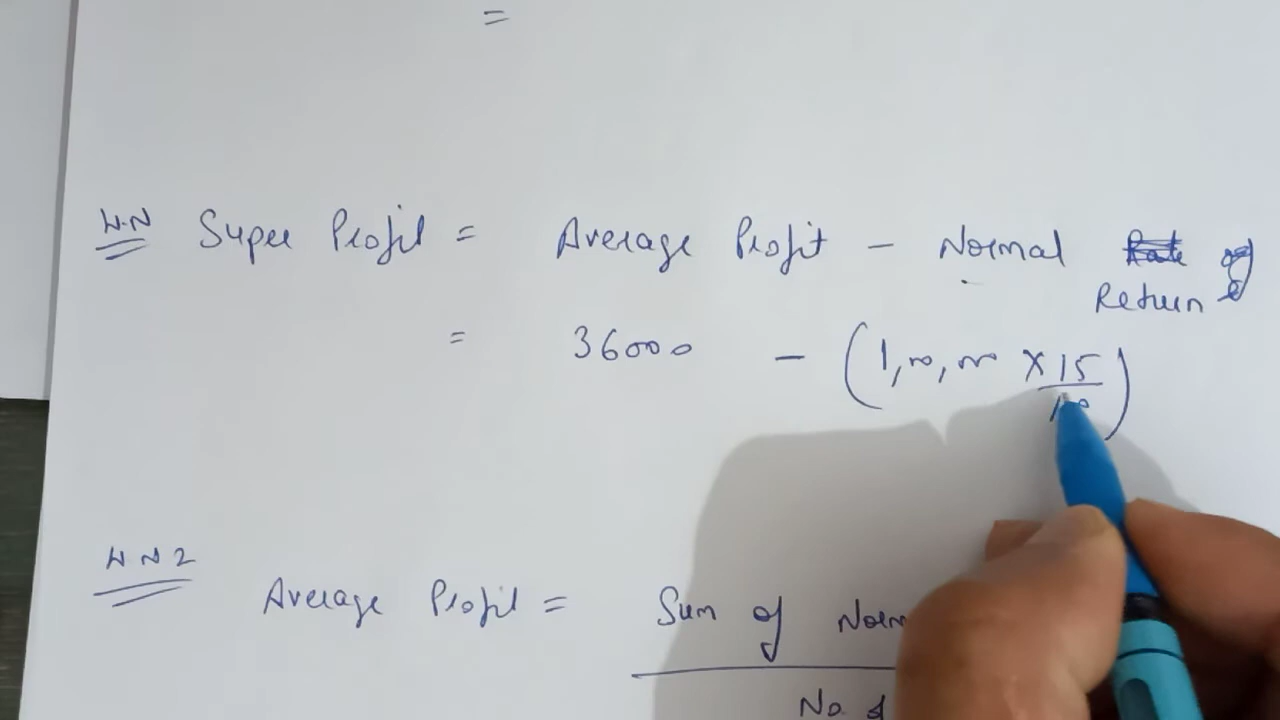 =
W.N Super Profit = Average Profit - Normal Rate of
Return
= 36000 - (1,00,000 X 15/100)
W N 2
Average Profit = Sum of Norm
No. of